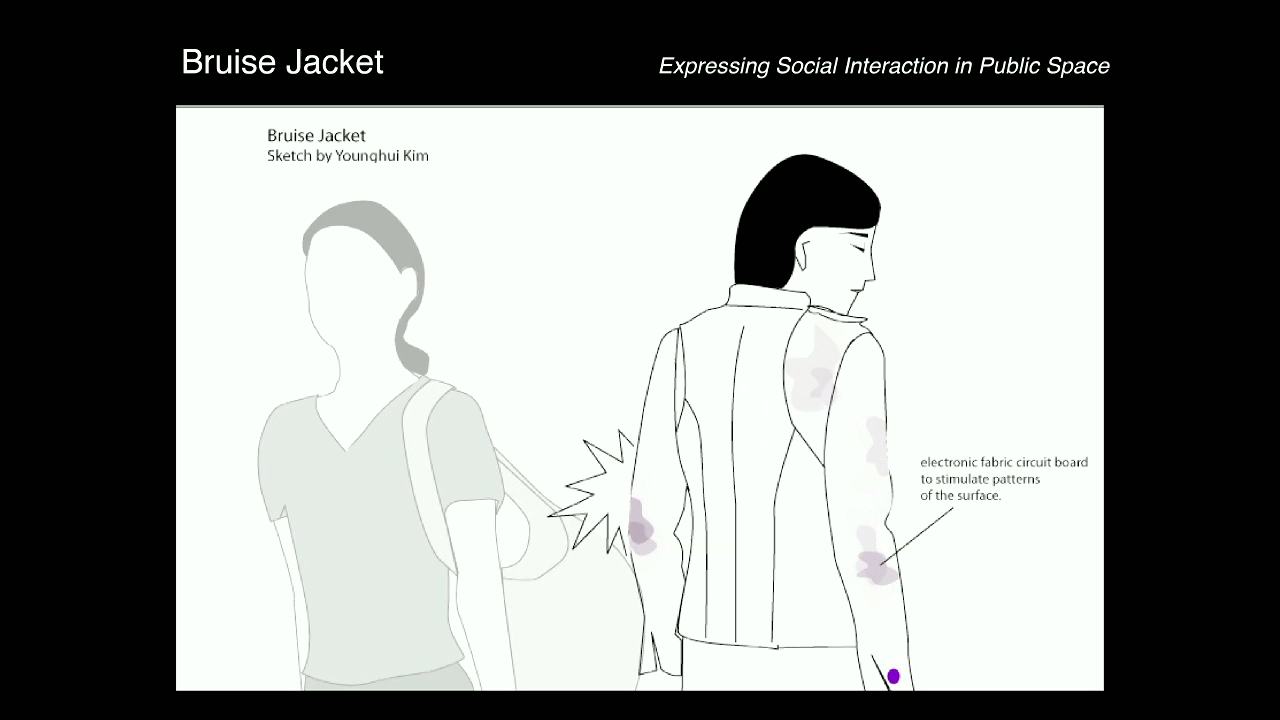 Bruise Jacket
Expressing Social Interaction in Public Space
Bruise Jacket
Sketch by Younghui Kim
electronic fabric circuit board
to stimulate patterns
of the surface.